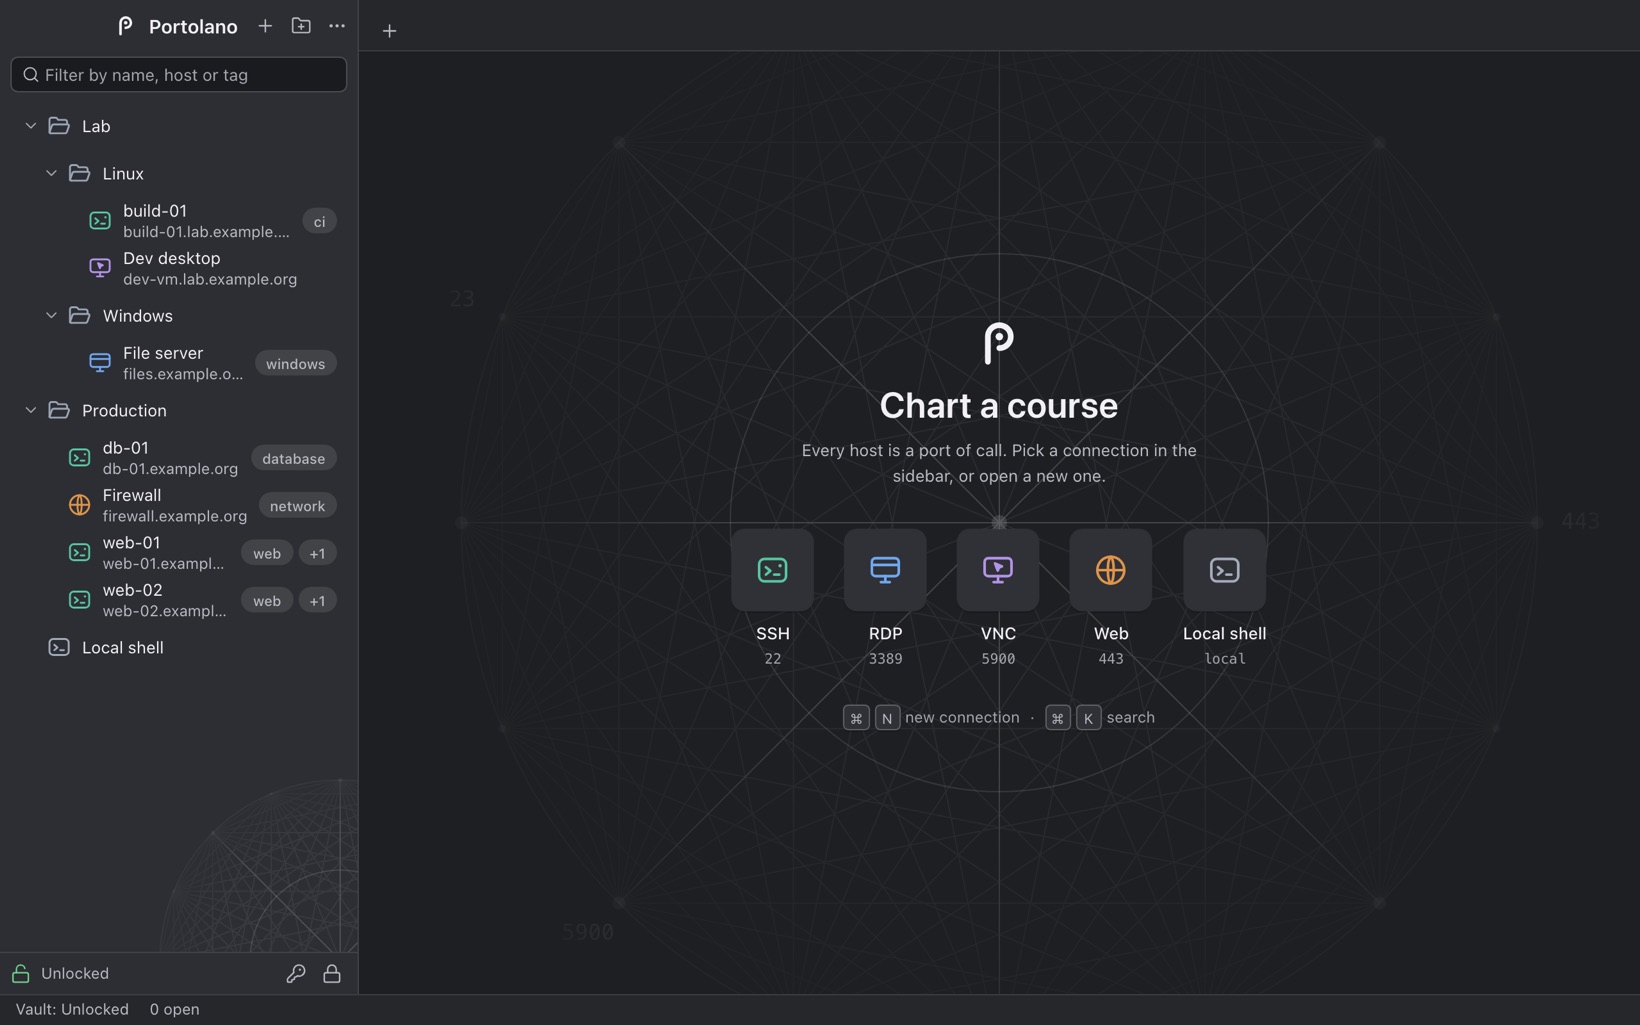 Portolano
Filter by name, host or tag
Lab
Linux
build-01
build-01.lab.example....
ci
Dev desktop
dev-vm.lab.example.org
Windows
File server
files.example.o...
windows
Production
db-01
db-01.example.org
database
Firewall
firewall.example.org
network
web-01
web-01.exampl...
web
+1
web-02
web-02.exampl...
web
+1
Local shell
Unlocked
Vault: Unlocked
0 open
23
443
5900
Chart a course
Every host is a port of call. Pick a connection in the
sidebar, or open a new one.
SSH
22
RDP
3389
VNC
5900
Web
443
Local shell
local
⌘ N new connection · ⌘ K search